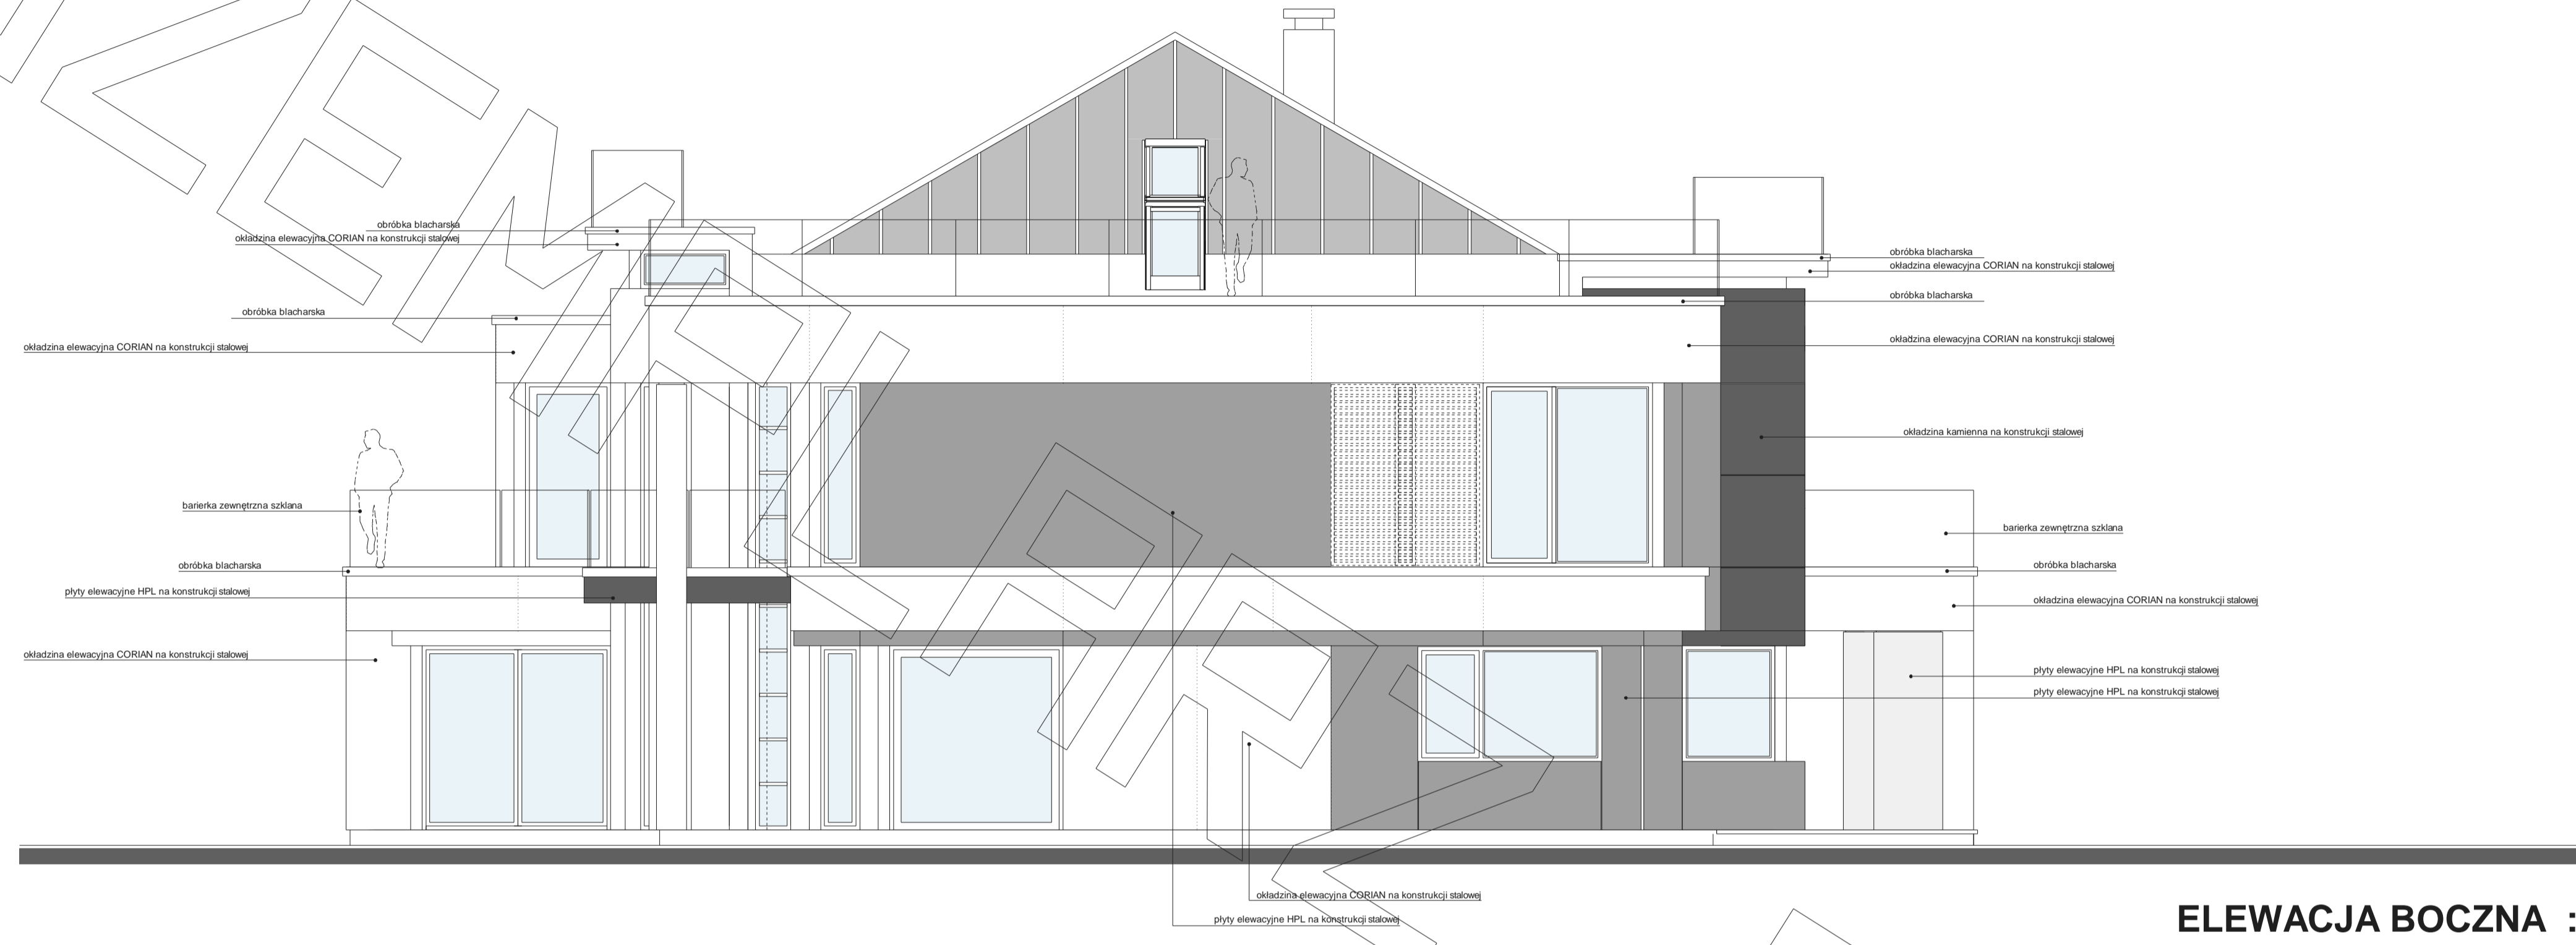 obróbka blacharska
okładzina elewacyjna CORIAN na konstrukcji stalowej
obróbka blacharska
okładzina elewacyjna CORIAN na konstrukcji stalowej
barierka zewnętrzna szklana
obróbka blacharska
płyty elewacyjne HPL na konstrukcji stalowej
okładzina elewacyjna CORIAN na konstrukcji stalowej
obróbka blacharska
okładzina elewacyjna CORIAN na konstrukcji stalowej
obróbka blacharska
okładzina elewacyjna CORIAN na konstrukcji stalowej
okładzina kamienna na konstrukcji stalowej
barierka zewnętrzna szklana
obróbka blacharska
okładzina elewacyjna CORIAN na konstrukcji stalowej
płyty elewacyjne HPL na konstrukcji stalowej
płyty elewacyjne HPL na konstrukcji stalowej
okładzina elewacyjna CORIAN na konstrukcji stalowej
płyty elewacyjne HPL na konstrukcji stalowej
ELEWACJA BOCZNA :